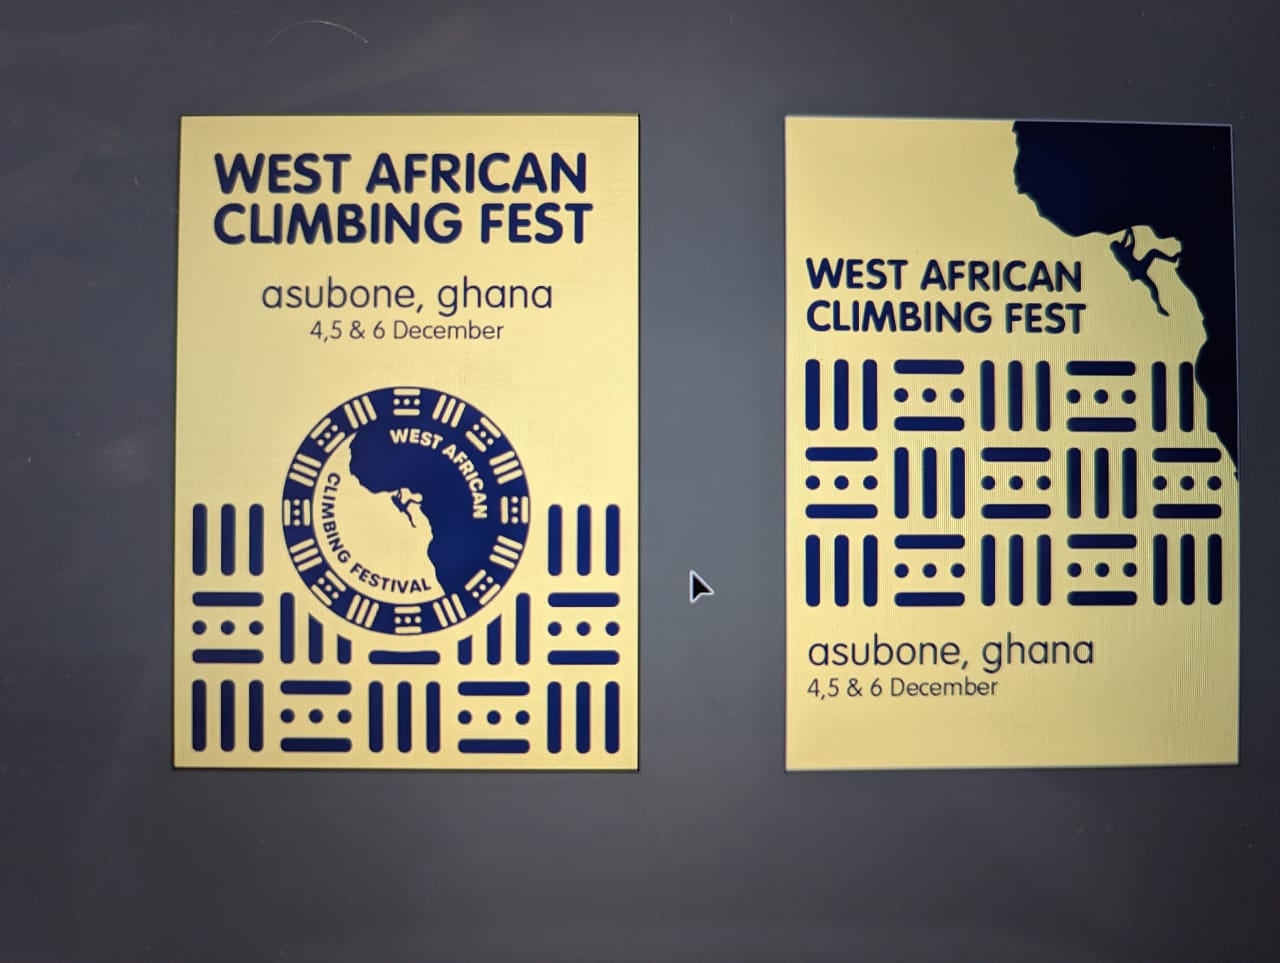 WEST AFRICAN
CLIMBING FEST
asubone, ghana
4,5 & 6 December
WEST AFRICAN
CLIMBING FESTIVAL
WEST AFRICAN
CLIMBING FEST
asubone, ghana
4,5 & 6 December